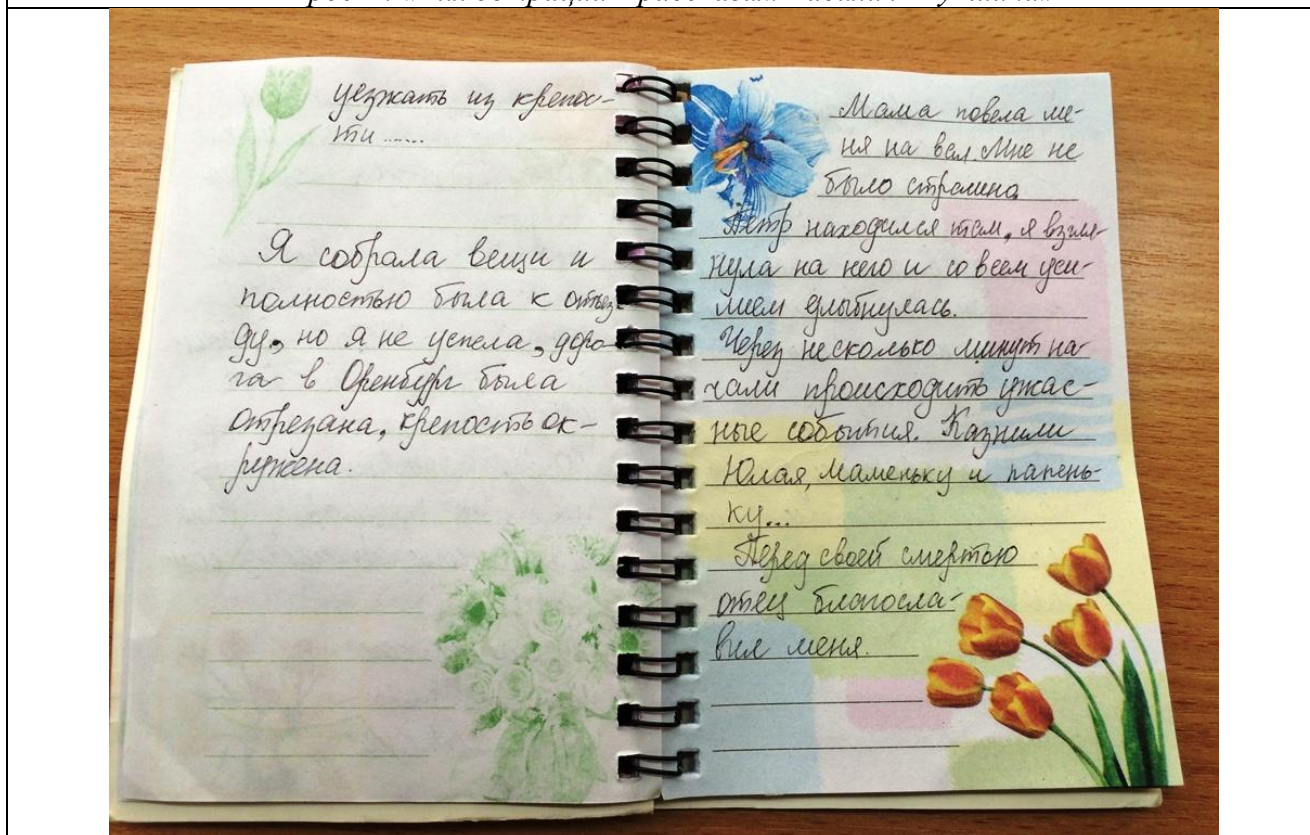 уезжать из крепос-
ти......
Я собрала вещи и
полностью была к отъез-
ду, но я не успела, доро-
га в Оренбург была
отрезана, крепость ок-
ружена.
Мама повела ме-
ня на вал. Мне не
было страшно
Петр находился там, я взгля-
нула на него и со всем уси-
лием улыбнулась.
Через несколько минут на-
чали происходить ужас-
ные события. Казнили
Юлая, маменьку и папень-
ку...
Перед своей смертью
отец благосла-
вил меня.